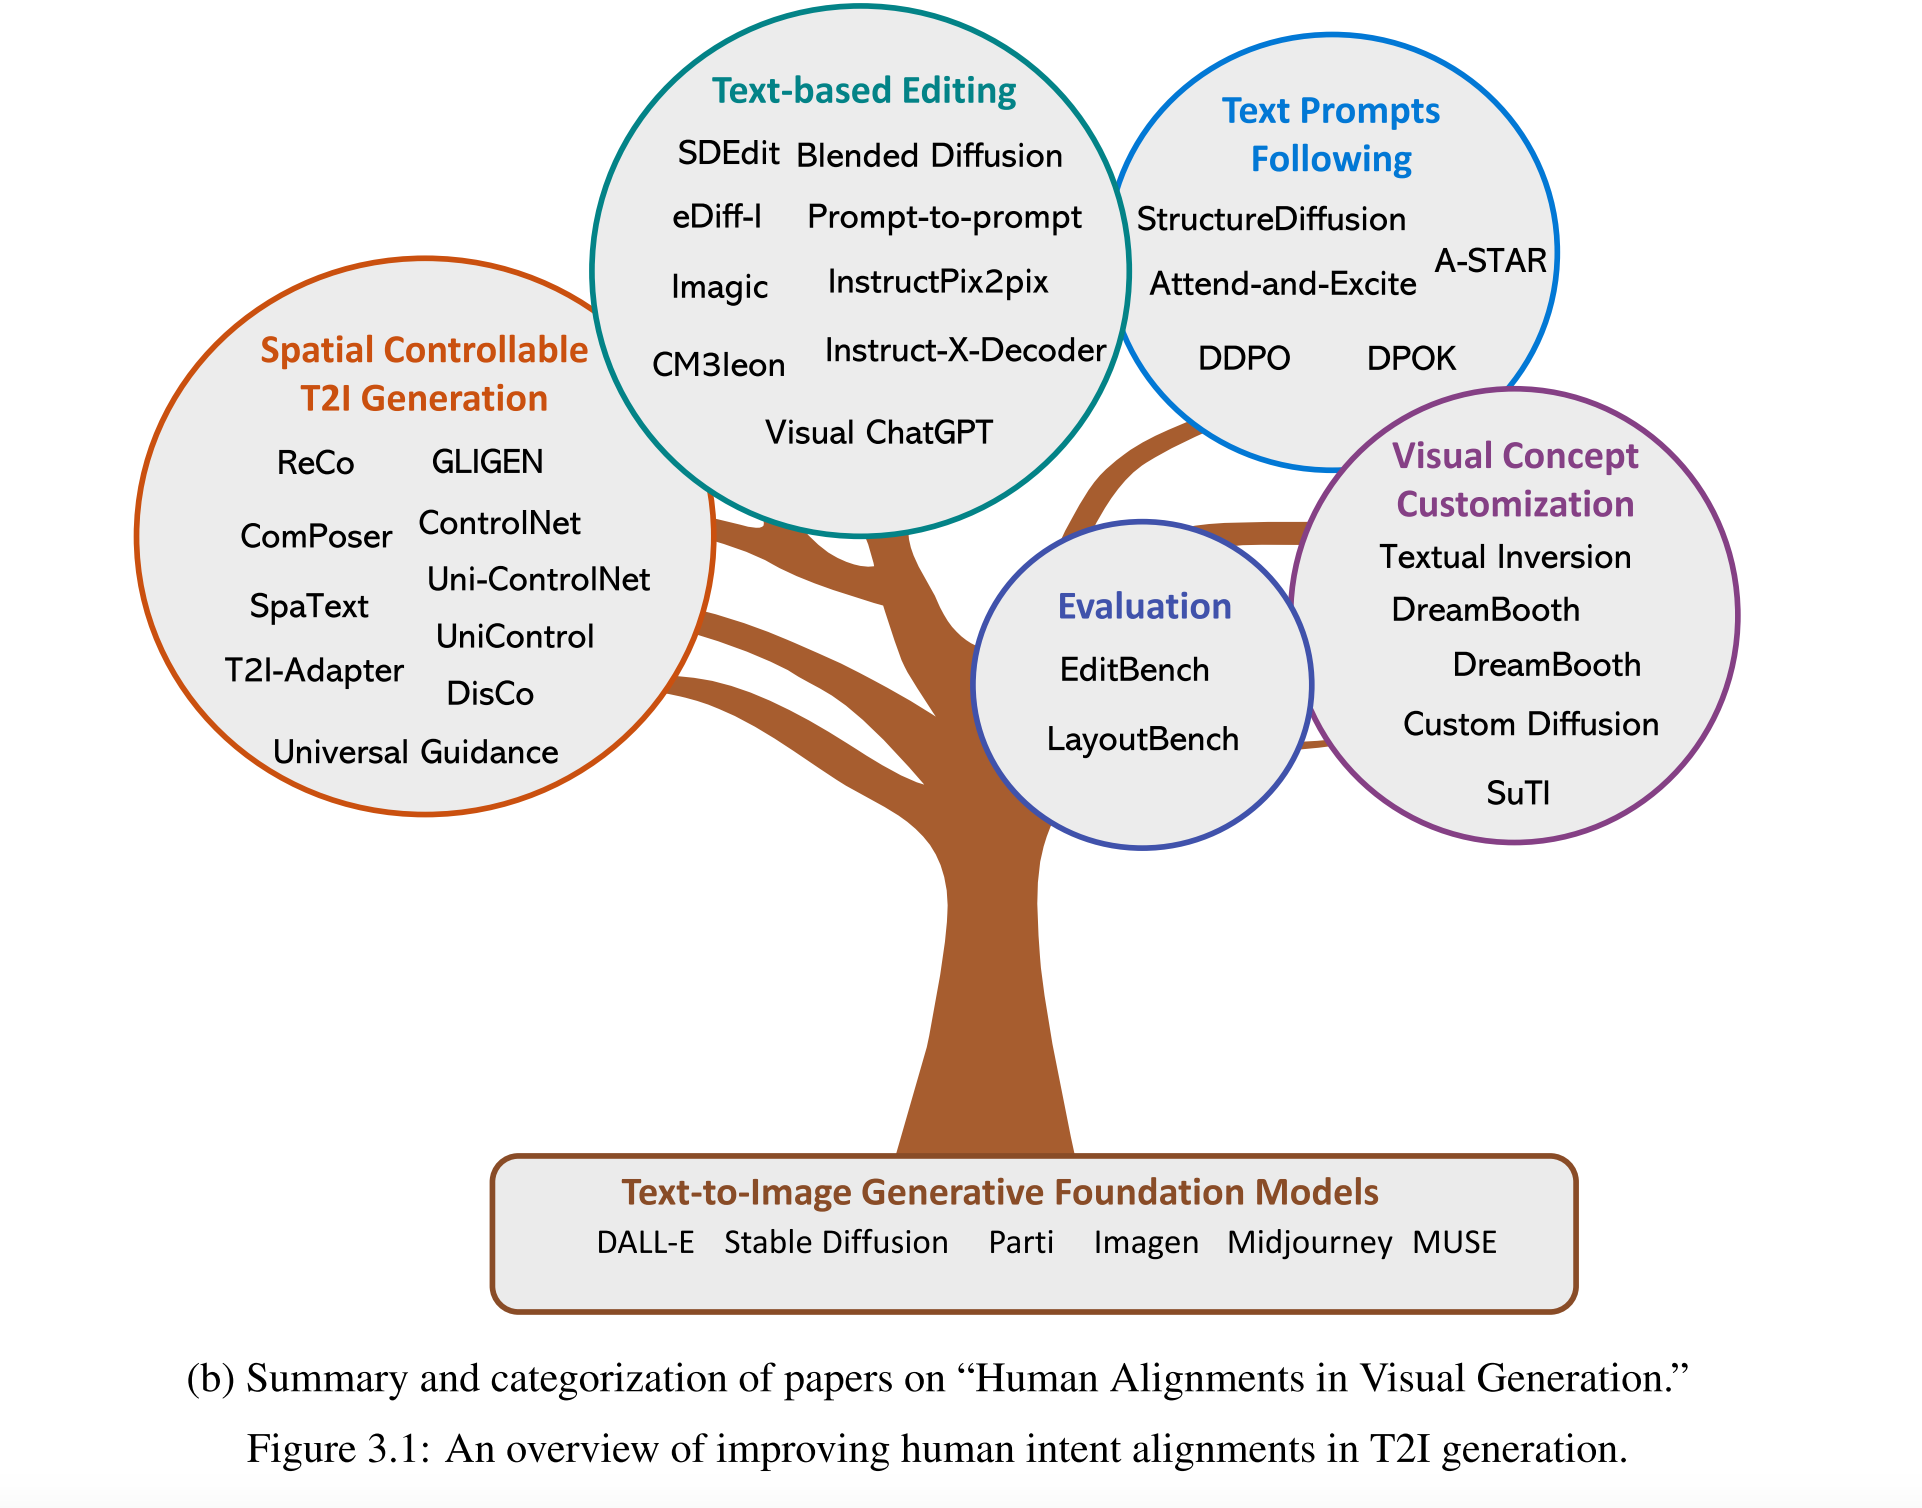 Text-based Editing
SDEdit Blended Diffusion
eDiff-I Prompt-to-prompt
Imagic InstructPix2pix
CM3leon Instruct-X-Decoder
Visual ChatGPT
Text Prompts
Following
StructureDiffusion
A-STAR
Attend-and-Excite
DDPO DPOK
Spatial Controllable
T2I Generation
ReCo GLIGEN
ComPoser ControlNet
Uni-ControlNet
SpaText
UniControl
T2I-Adapter
DisCo
Universal Guidance
Visual Concept
Customization
Textual Inversion
DreamBooth
DreamBooth
Custom Diffusion
SuTI
Evaluation
EditBench
LayoutBench
Text-to-Image Generative Foundation Models
DALL-E Stable Diffusion Parti Imagen Midjourney MUSE
(b) Summary and categorization of papers on “Human Alignments in Visual Generation.”
Figure 3.1: An overview of improving human intent alignments in T2I generation.